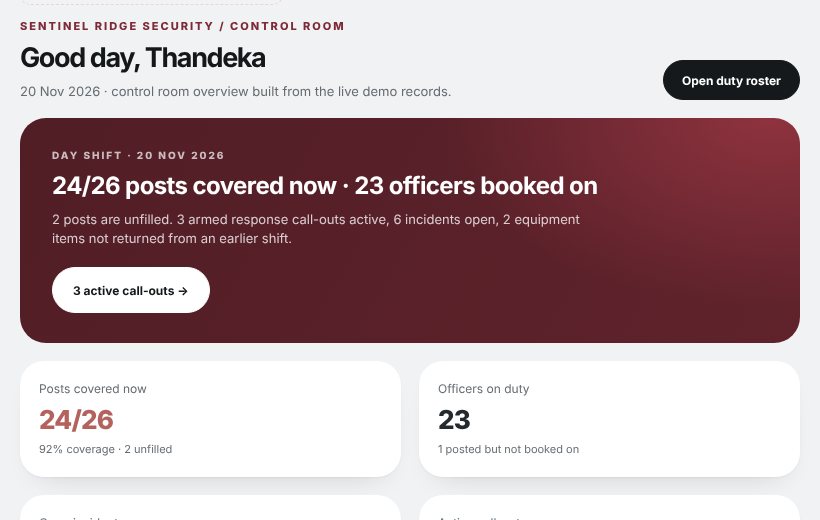 SENTINEL RIDGE SECURITY / CONTROL ROOM
Good day, Thandeka
20 Nov 2026 · control room overview built from the live demo records.
Open duty roster
DAY SHIFT · 20 NOV 2026
24/26 posts covered now · 23 officers booked on
2 posts are unfilled. 3 armed response call-outs active, 6 incidents open, 2 equipment
items not returned from an earlier shift.
3 active call-outs →
Posts covered now
24/26
92% coverage · 2 unfilled
Officers on duty
23
1 posted but not booked on